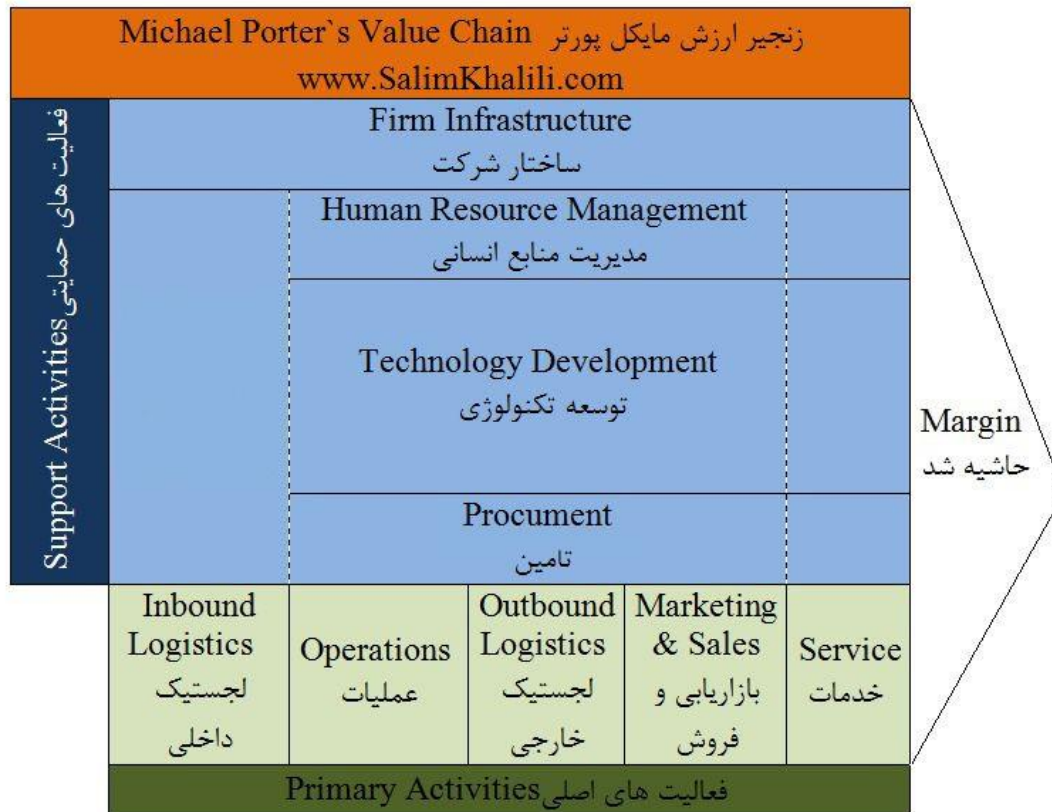 Michael Porter`s Value Chain زنجیر ارزش مایکل پورتر
www.SalimKhalili.com
Support Activities فعالیت های حمایتی
Firm Infrastructure
ساختار شرکت
Human Resource Management
مدیریت منابع انسانی
Technology Development
توسعه تکنولوژی
Procument
تامین
Margin
حاشیه شد
Inbound
Logistics
لجستیک
داخلی
Operations
عملیات
Outbound
Logistics
لجستیک
خارجی
Marketing
& Sales
بازاریابی و
فروش
Service
خدمات
Primary Activities فعالیت های اصلی